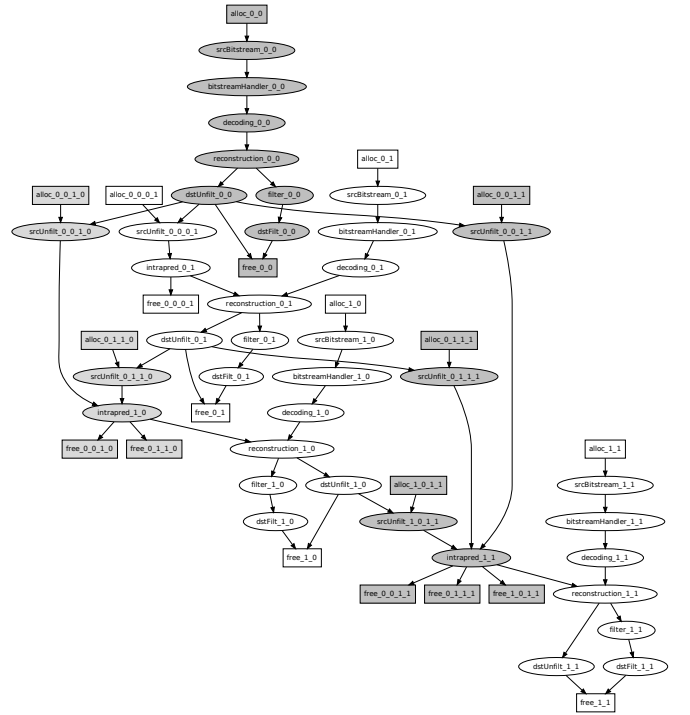 alloc_0_0
srcBitstream_0_0
bitstreamHandler_0_0
decoding_0_0
reconstruction_0_0
alloc_0_1
alloc_0_0_1_0
alloc_0_0_0_1
dstUnfilt_0_0
filter_0_0
srcBitstream_0_1
alloc_0_0_1_1
srcUnfilt_0_0_1_0
srcUnfilt_0_0_0_1
dstFilt_0_0
bitstreamHandler_0_1
srcUnfilt_0_0_1_1
intrapred_0_1
free_0_0
decoding_0_1
free_0_0_0_1
reconstruction_0_1
alloc_1_0
alloc_0_1_1_0
dstUnfilt_0_1
filter_0_1
srcBitstream_1_0
alloc_0_1_1_1
srcUnfilt_0_1_1_0
dstFilt_0_1
bitstreamHandler_1_0
srcUnfilt_0_1_1_1
intrapred_1_0
free_0_1
decoding_1_0
free_0_0_1_0
free_0_1_1_0
reconstruction_1_0
alloc_1_1
filter_1_0
dstUnfilt_1_0
alloc_1_0_1_1
srcBitstream_1_1
dstFilt_1_0
srcUnfilt_1_0_1_1
bitstreamHandler_1_1
free_1_0
intrapred_1_1
decoding_1_1
free_0_0_1_1
free_0_1_1_1
free_1_0_1_1
reconstruction_1_1
filter_1_1
dstUnfilt_1_1
dstFilt_1_1
free_1_1